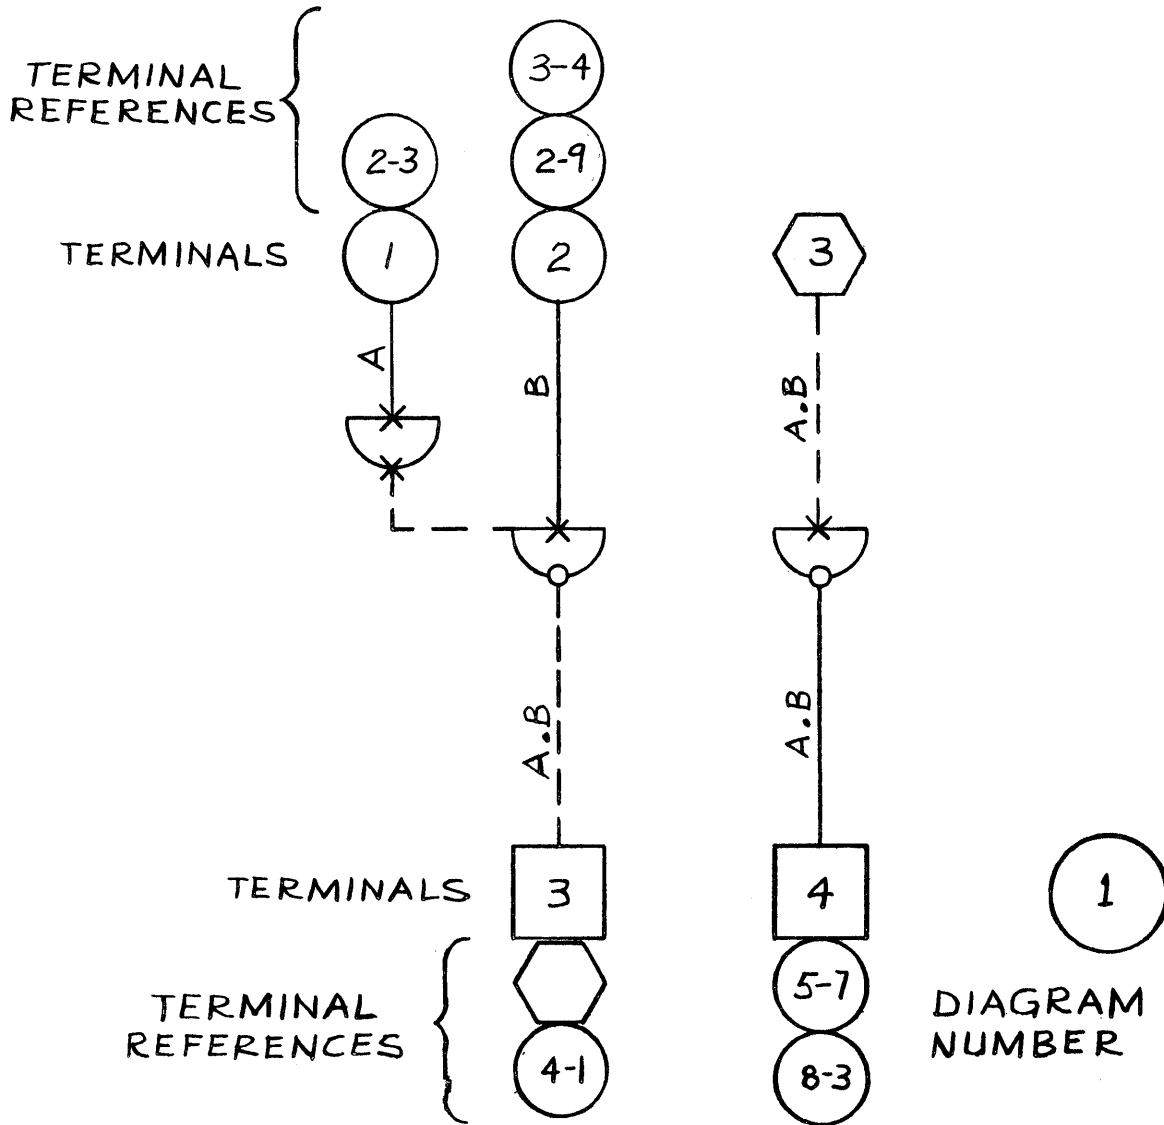 TERMINAL
REFERENCES
3-4
2-3
2-9
TERMINALS
1
2
3
A
B
A.B
A.B
A.B
TERMINALS
3
4
1
TERMINAL
REFERENCES
5-7
4-1
8-3
DIAGRAM
NUMBER